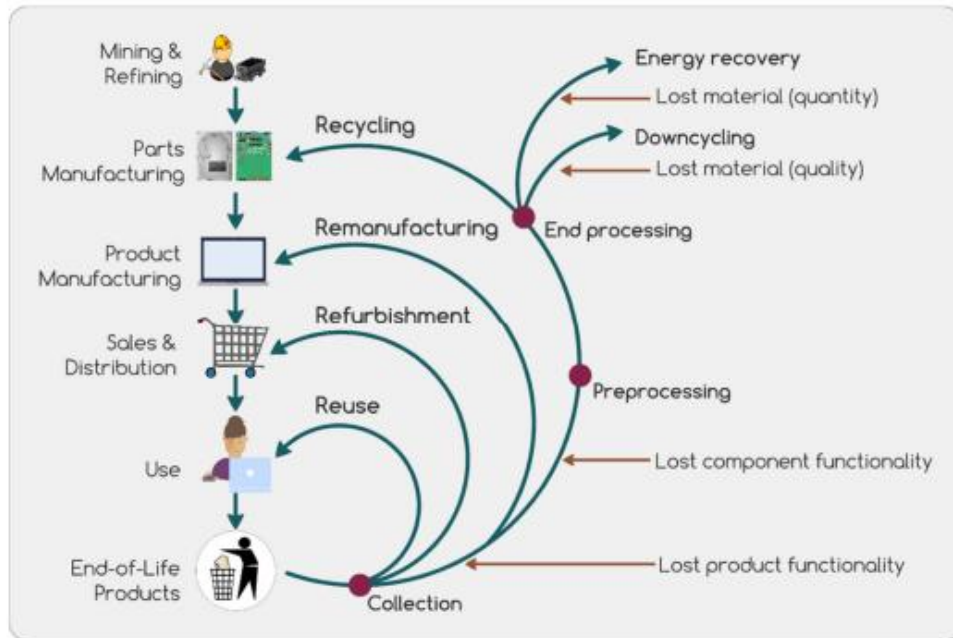 Mining &
Refining
Energy recovery
Lost material (quantity)
Recycling
Downcycling
Parts
Manufacturing
Lost material (quality)
Remanufacturing
End processing
Product
Manufacturing
Refurbishment
Sales &
Distribution
Preprocessing
Reuse
Use
Lost component functionality
End-of-Life
Products
Collection
Lost product functionality